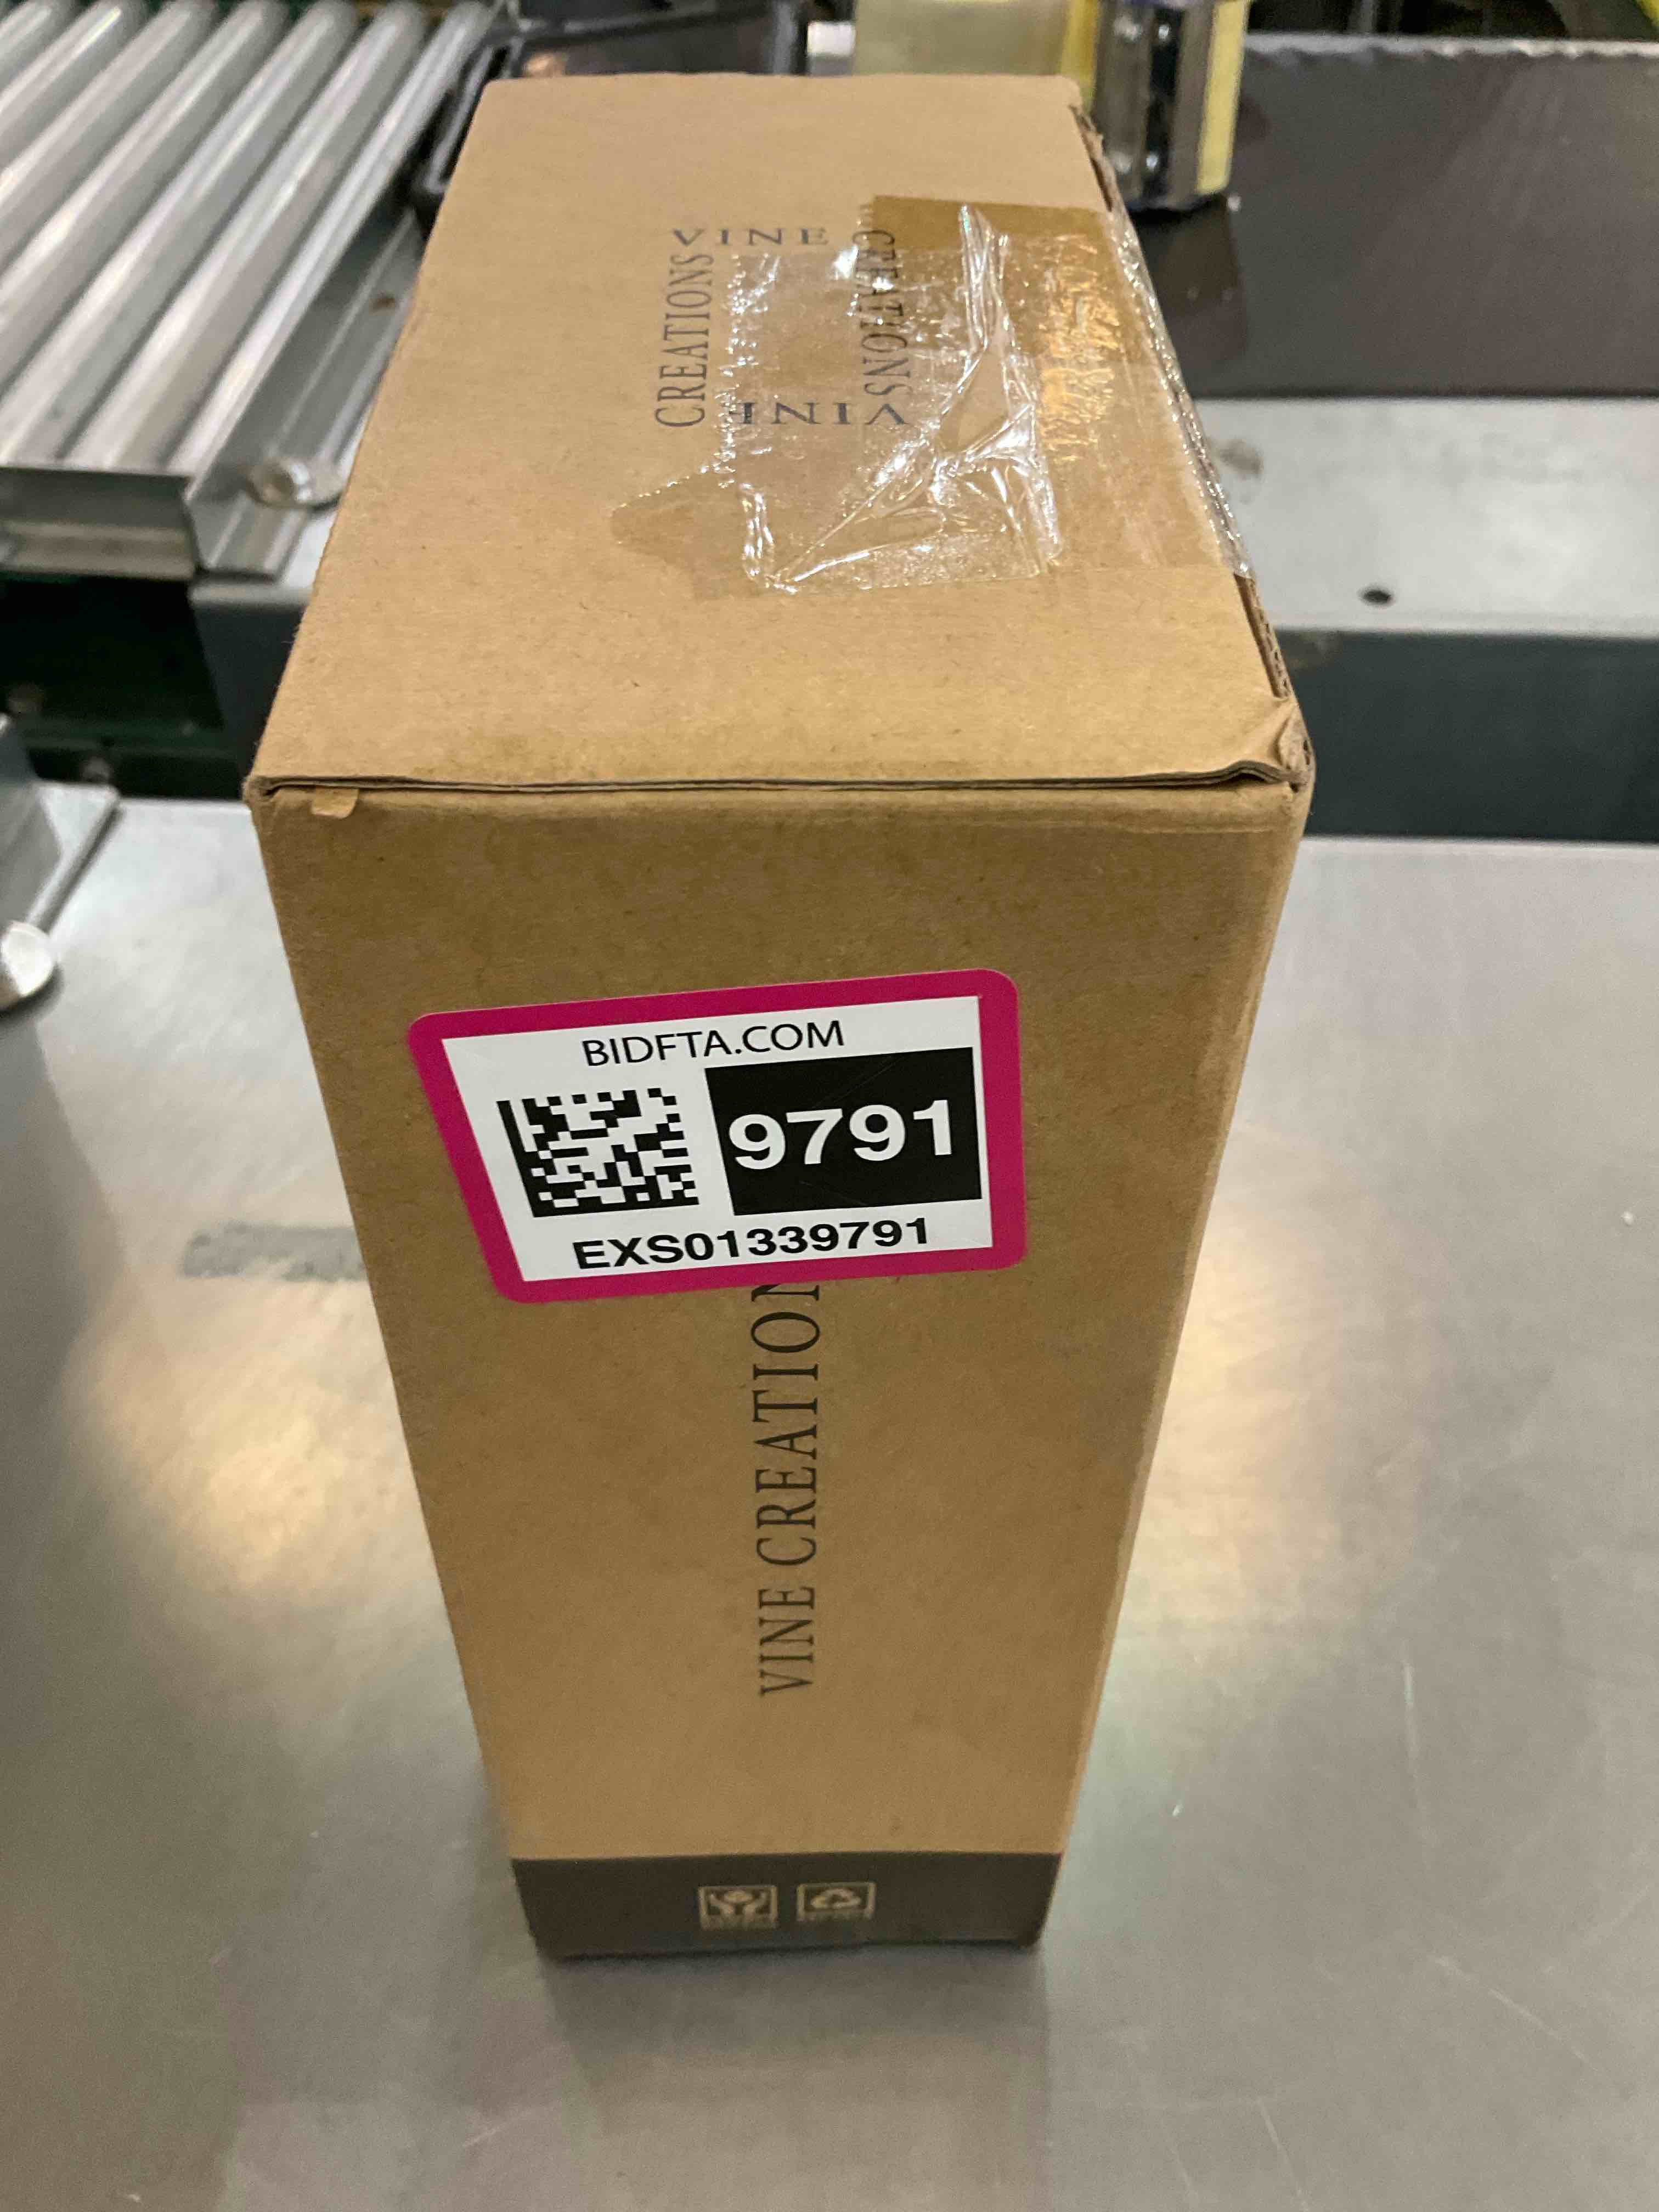 VINE
CREATIONS
CREATIONS
VINE
BIDFTA.COM
9791
EXS01339791
VINE CREATION